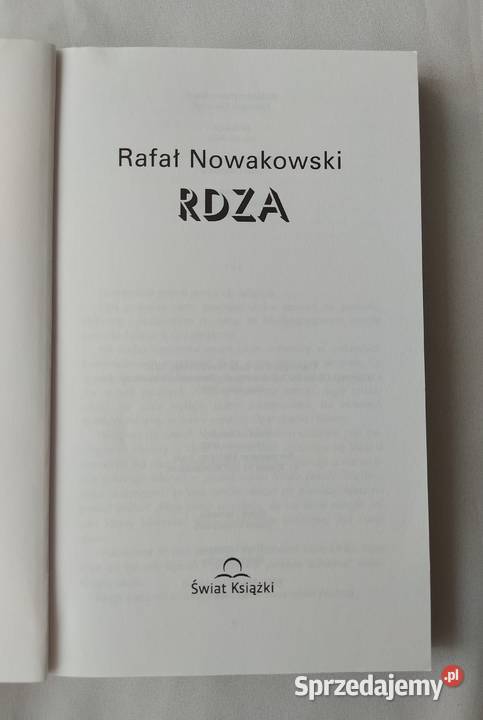 Rafał Nowakowski
RDZA
Świat Książki
Sprzedajemy.pl